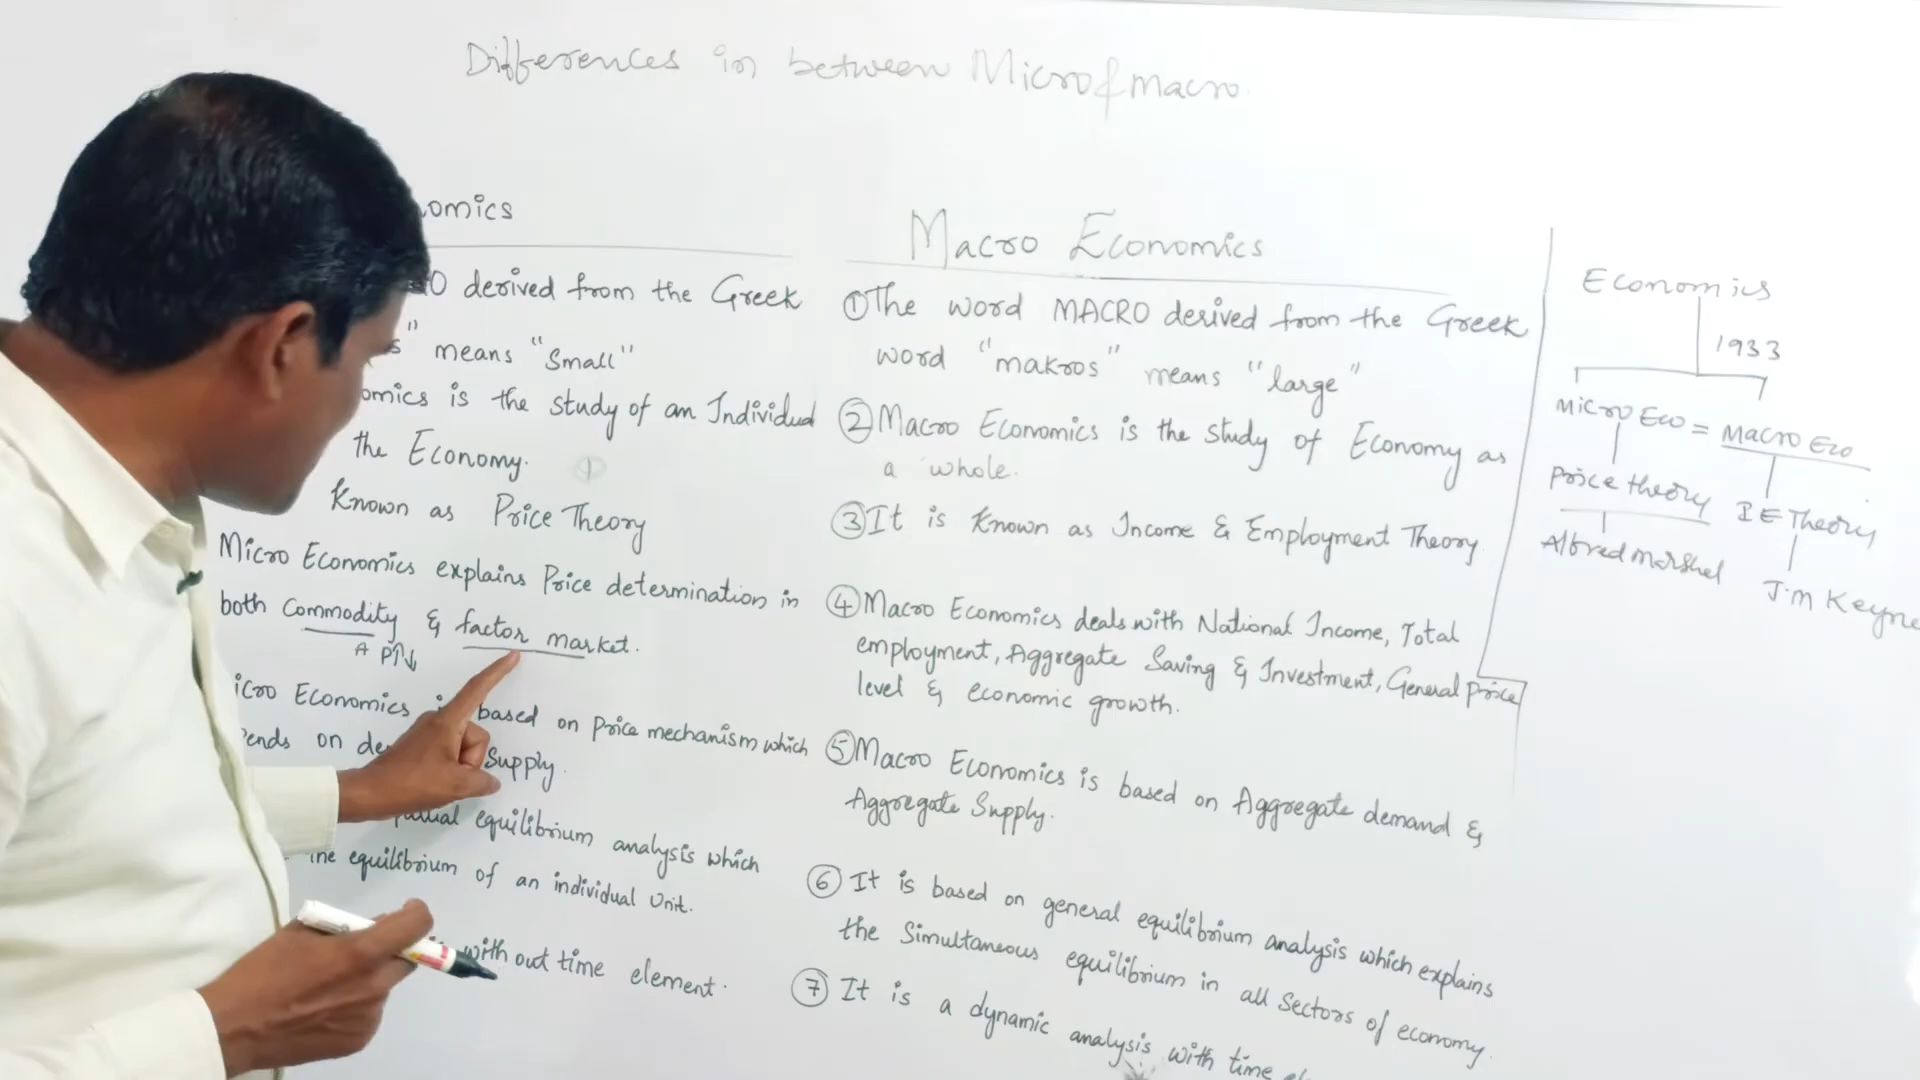 Differences in between Micro & macro.
omics
O derived from the Greek
s" means "Small"
omics is the study of an Individual
the Economy.
Known as Price Theory
Micro Economics explains Price determination in
both Commodity & factor market.
A P↑↓
icro Economics based on Price mechanism which
ends on de Supply.
partial equilibrium analysis which
the equilibrium of an individual Unit.
with out time element.
Macro Economics
① The word MACRO derived from the Greek
word "makros" means "large"
② Macro Economics is the study of Economy as
a whole.
③ It is Known as Income & Employment Theory
④ Macro Economics deals with National Income, Total
employment, Aggregate Saving & Investment, General Price
level & economic growth.
⑤ Macro Economics is based on Aggregate demand &
Aggregate Supply.
⑥ It is based on general equilibrium analysis which explains
the Simultaneous equilibrium in all Sectors of economy.
⑦ It is a dynamic analysis with time
Economics
1933
Micro Eco = Macro Eco
Price theory I E Theory
Alfred marshel J.m Keyne